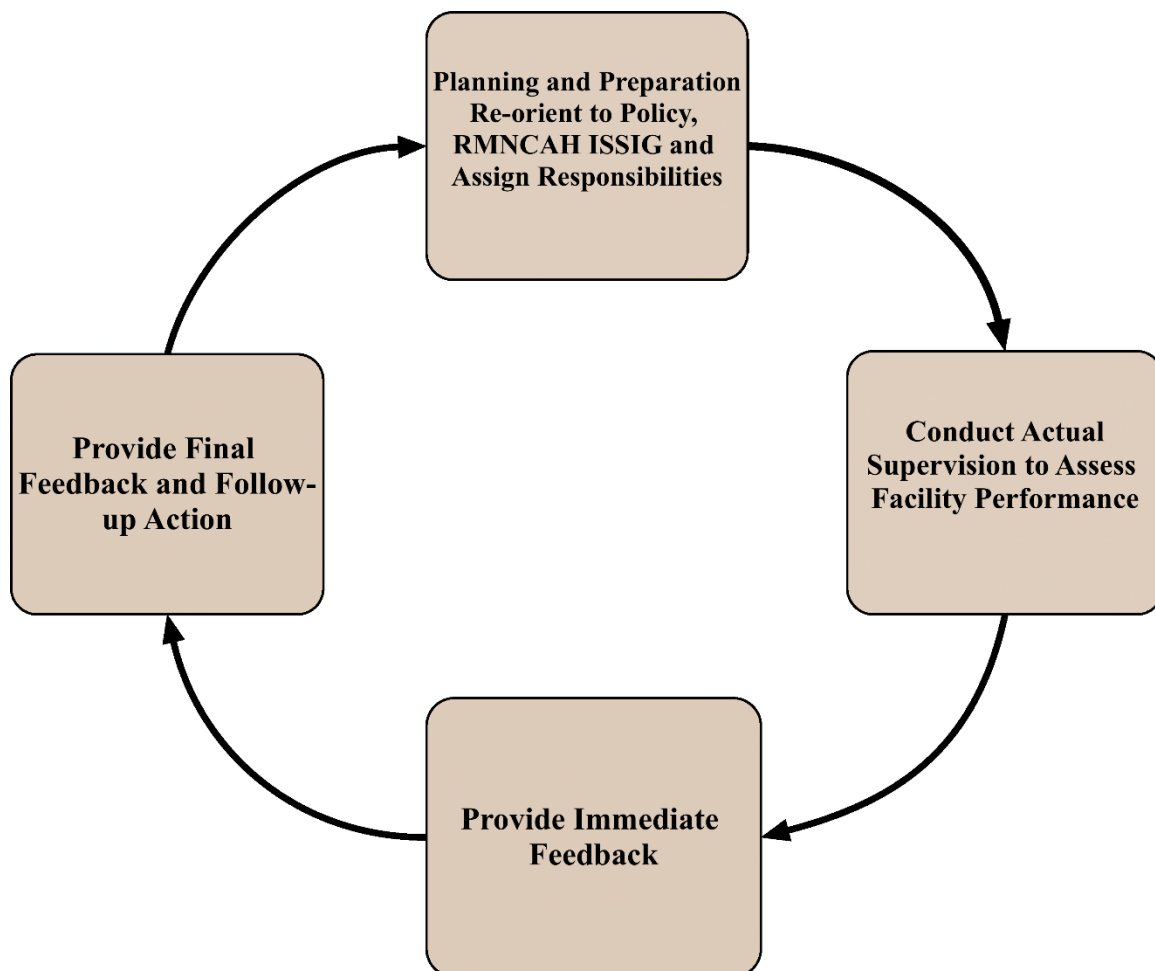 Planning and Preparation
Re-orient to Policy,
RMNCAH ISSIG and
Assign Responsibilities
Conduct Actual
Supervision to Assess
Facility Performance
Provide Immediate
Feedback
Provide Final
Feedback and Follow-
up Action